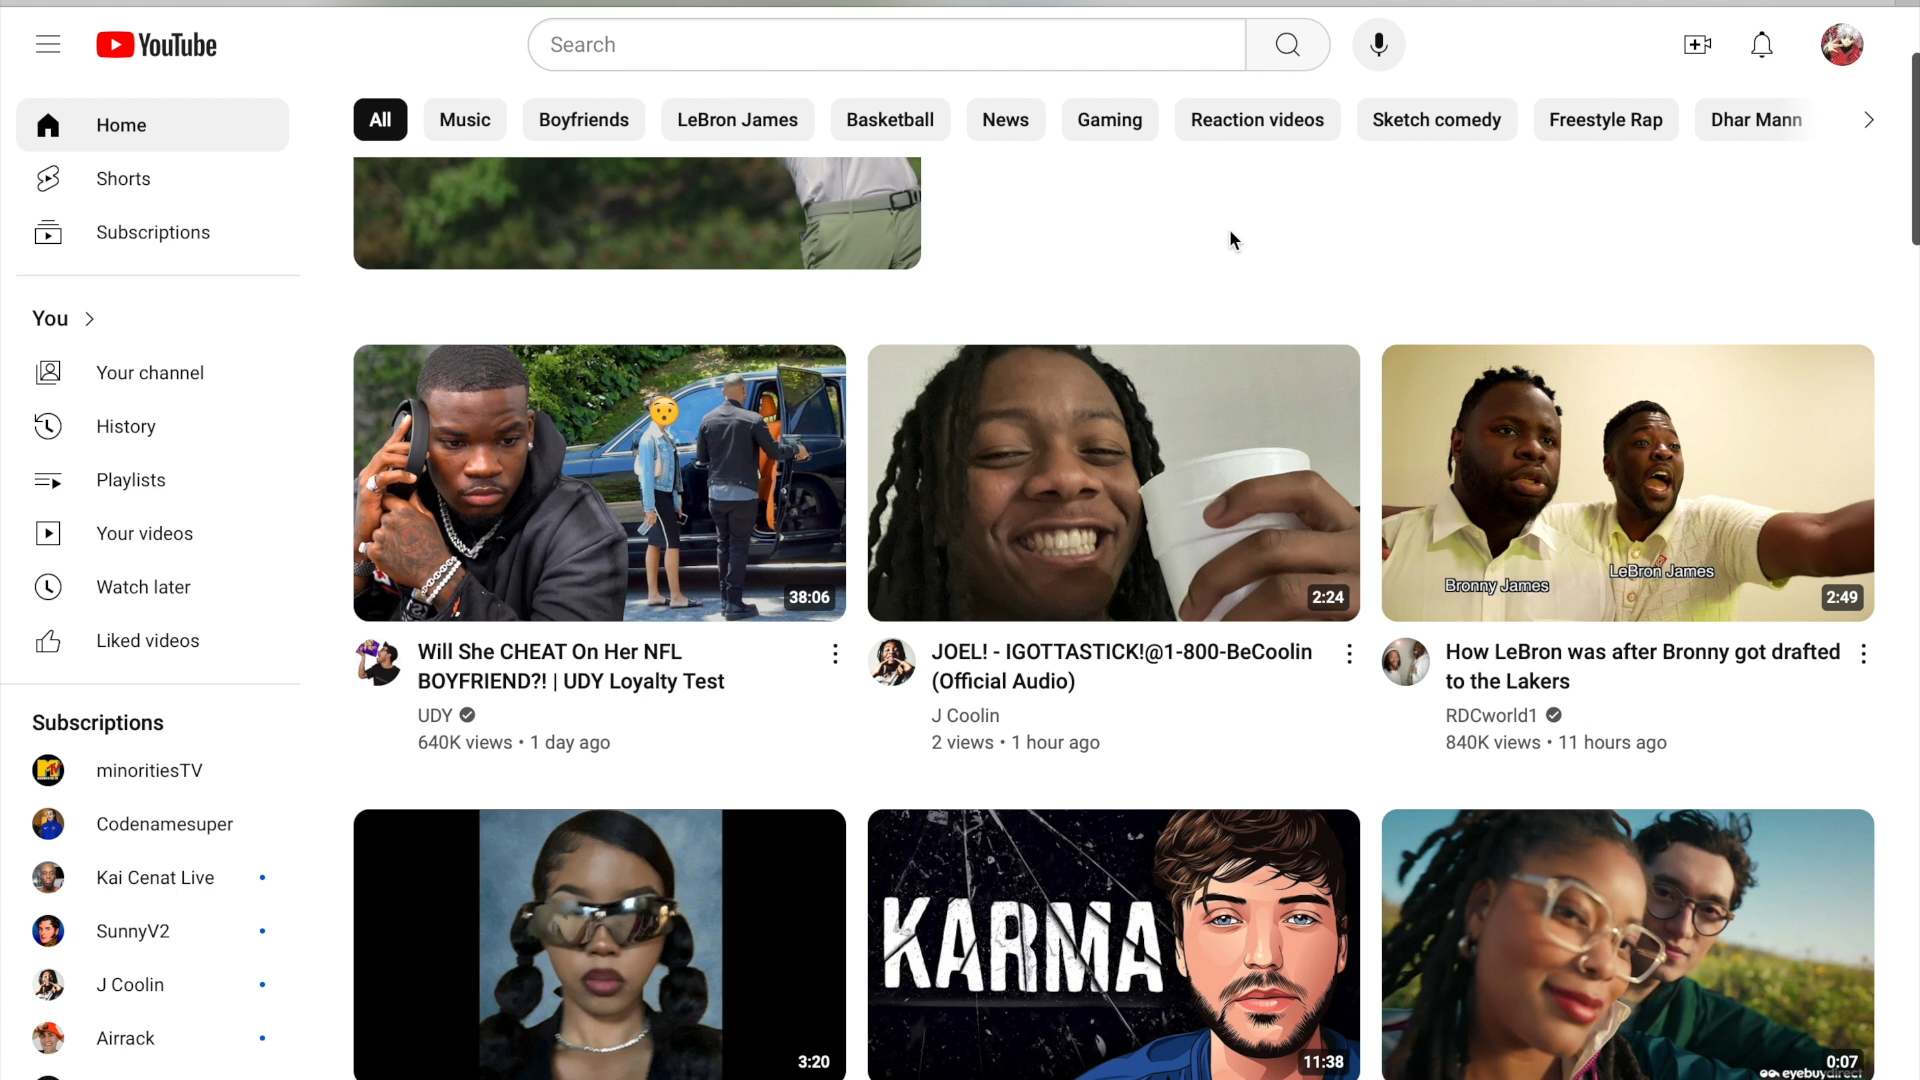 YouTube
Search
Home
Shorts
Subscriptions
You
Your channel
History
Playlists
Your videos
Watch later
Liked videos
Subscriptions
minoritiesTV
Codenamesuper
Kai Cenat Live
SunnyV2
J Coolin
Airrack
All
Music
Boyfriends
LeBron James
Basketball
News
Gaming
Reaction videos
Sketch comedy
Freestyle Rap
Dhar Mann
38:06
Will She CHEAT On Her NFL
BOYFRIEND?! | UDY Loyalty Test
UDY
640K views • 1 day ago
2:24
JOEL! - IGOTTASTICK!@1-800-BeCoolin
(Official Audio)
J Coolin
2 views • 1 hour ago
Bronny James
LeBron James
2:49
How LeBron was after Bronny got drafted
to the Lakers
RDCworld1
840K views • 11 hours ago
3:20
KARMA
11:38
0:07
eyebuydirect